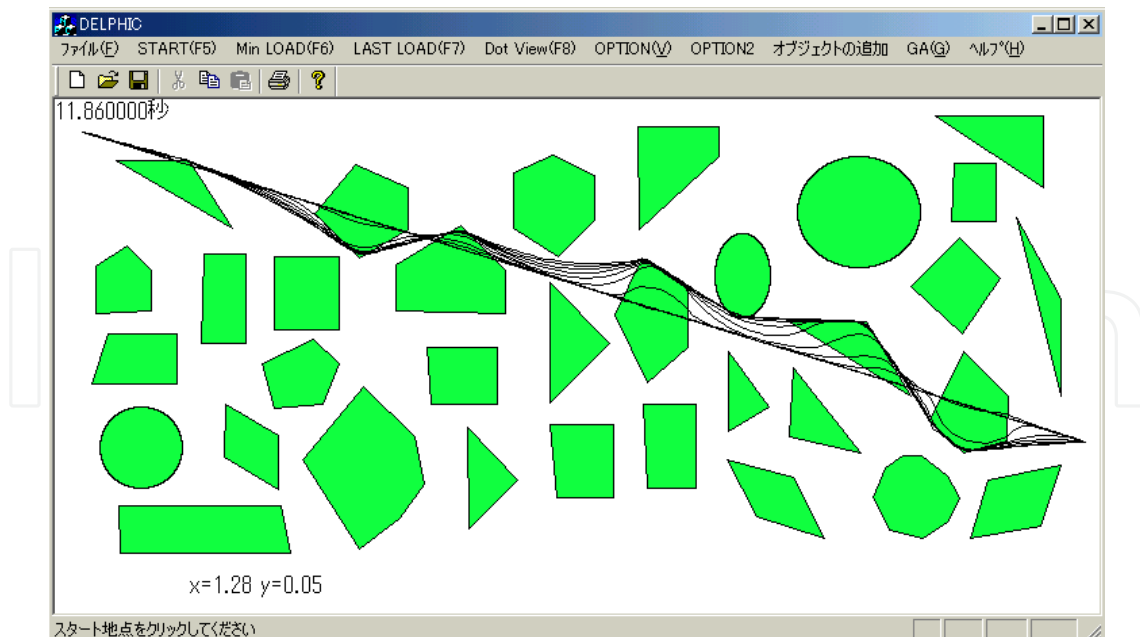 DELPHIC
ファイル(F) START(F5) Min LOAD(F6) LAST LOAD(F7) Dot View(F8) OPTION(V) OPTION2 オブジェクトの追加 GA(G) ヘルプ(H)
11.860000秒
x=1.28 y=0.05
スタート地点をクリックしてください